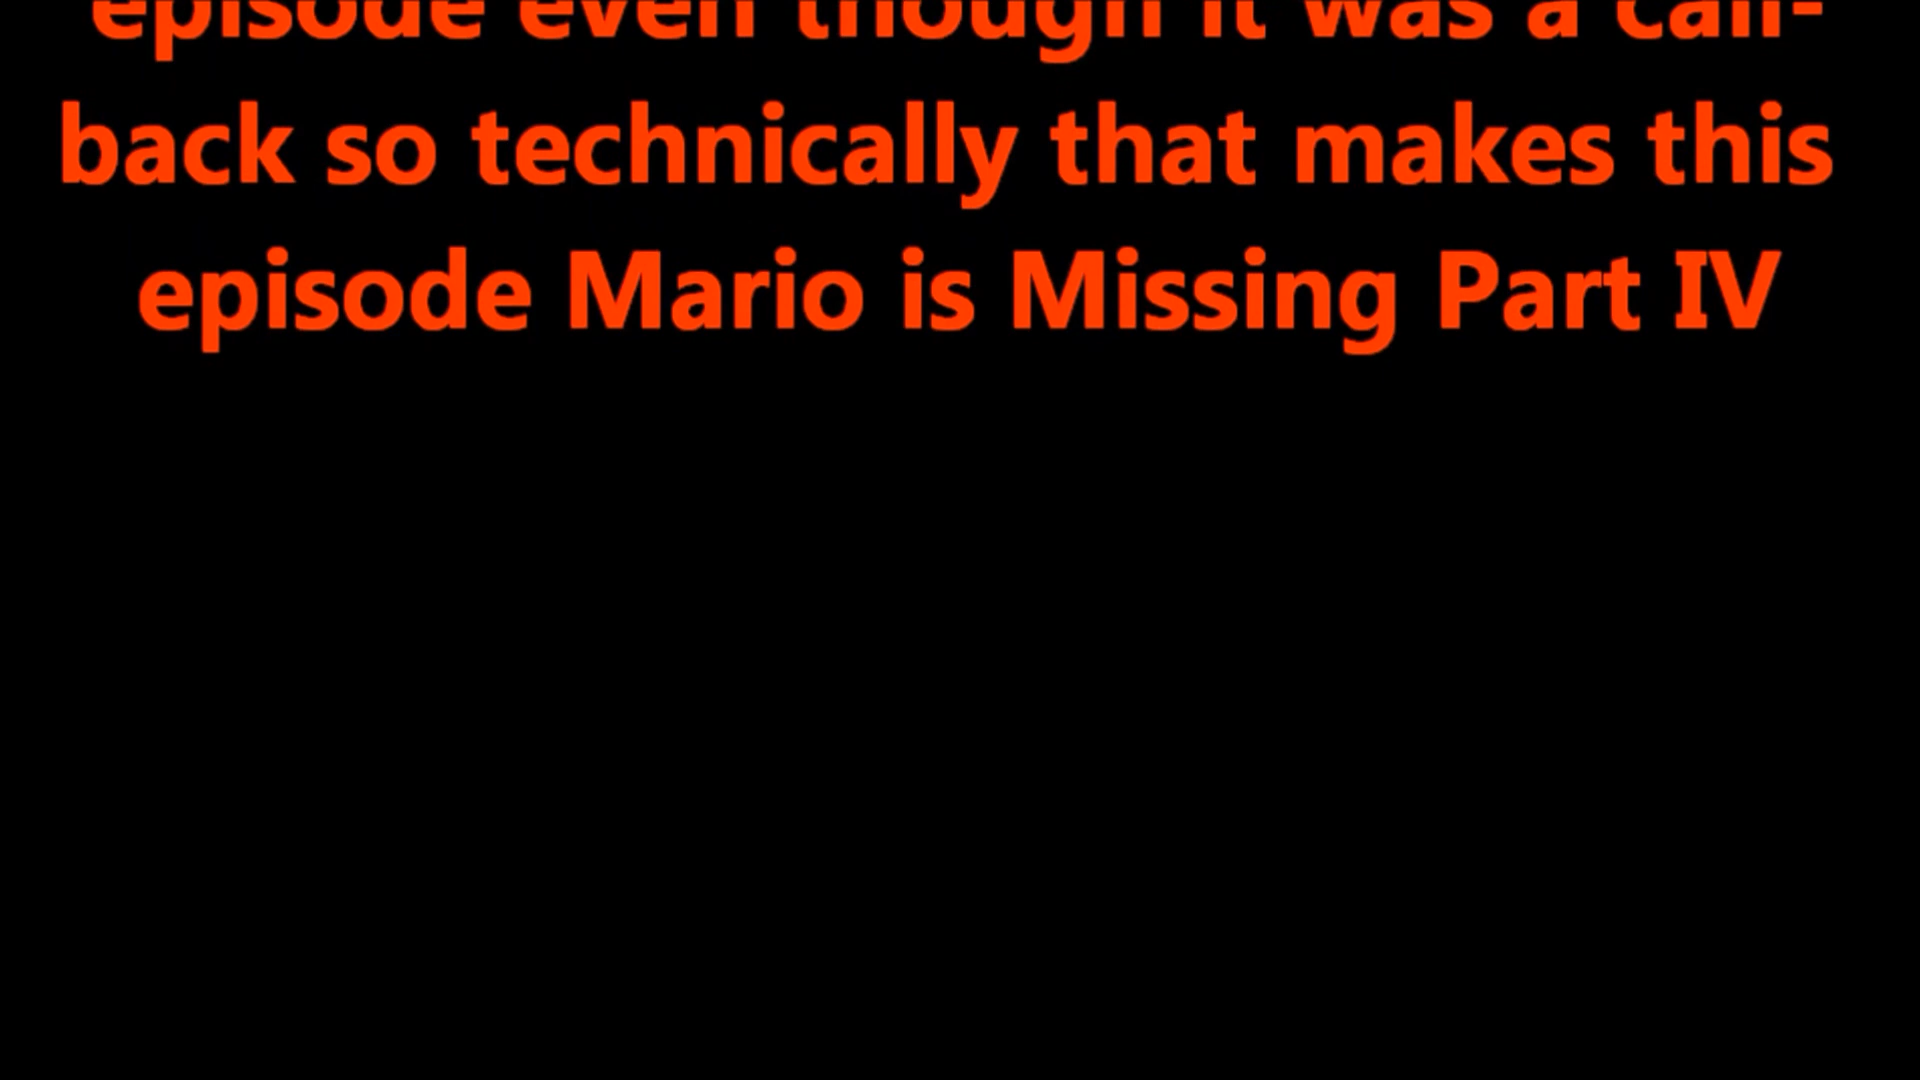 episode even though it was a call-
back so technically that makes this
episode Mario is Missing Part IV